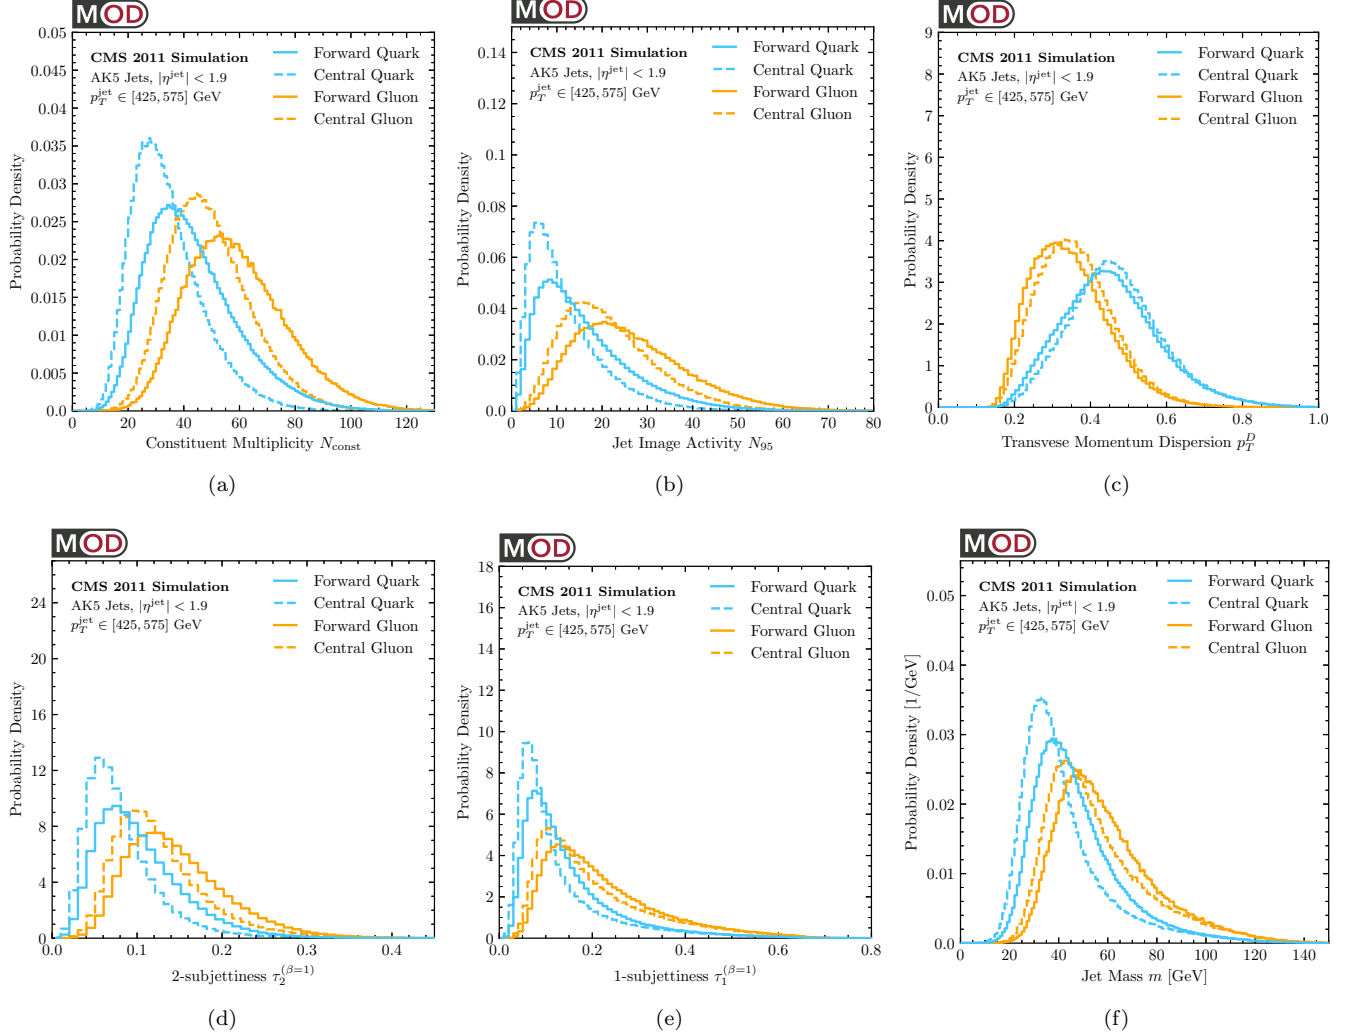 MOD
CMS 2011 Simulation
AK5 Jets, |η^jet| < 1.9
p_T^jet ∈ [425, 575] GeV
Forward Quark
Central Quark
Forward Gluon
Central Gluon
Probability Density
0.05
0.045
0.04
0.035
0.03
0.025
0.02
0.015
0.01
0.005
0.0
0 20 40 60 80 100 120
Constituent Multiplicity N_const
(a)
MOD
CMS 2011 Simulation
AK5 Jets, |η^jet| < 1.9
p_T^jet ∈ [425, 575] GeV
Forward Quark
Central Quark
Forward Gluon
Central Gluon
Probability Density
0.14
0.12
0.1
0.08
0.06
0.04
0.02
0.0
0 10 20 30 40 50 60 70 80
Jet Image Activity N_95
(b)
MOD
CMS 2011 Simulation
AK5 Jets, |η^jet| < 1.9
p_T^jet ∈ [425, 575] GeV
Forward Quark
Central Quark
Forward Gluon
Central Gluon
Probability Density
9
8
7
6
5
4
3
2
1
0
0.0 0.2 0.4 0.6 0.8 1.0
Transvese Momentum Dispersion p_T^D
(c)
MOD
CMS 2011 Simulation
AK5 Jets, |η^jet| < 1.9
p_T^jet ∈ [425, 575] GeV
Forward Quark
Central Quark
Forward Gluon
Central Gluon
Probability Density
24
20
16
12
8
4
0
0.0 0.1 0.2 0.3 0.4
2-subjettiness τ_2^(β=1)
(d)
MOD
CMS 2011 Simulation
AK5 Jets, |η^jet| < 1.9
p_T^jet ∈ [425, 575] GeV
Forward Quark
Central Quark
Forward Gluon
Central Gluon
Probability Density
18
16
14
12
10
8
6
4
2
0
0.0 0.2 0.4 0.6 0.8
1-subjettiness τ_1^(β=1)
(e)
MOD
CMS 2011 Simulation
AK5 Jets, |η^jet| < 1.9
p_T^jet ∈ [425, 575] GeV
Forward Quark
Central Quark
Forward Gluon
Central Gluon
Probability Density [1/GeV]
0.05
0.04
0.03
0.02
0.01
0.0
0 20 40 60 80 100 120 140
Jet Mass m [GeV]
(f)